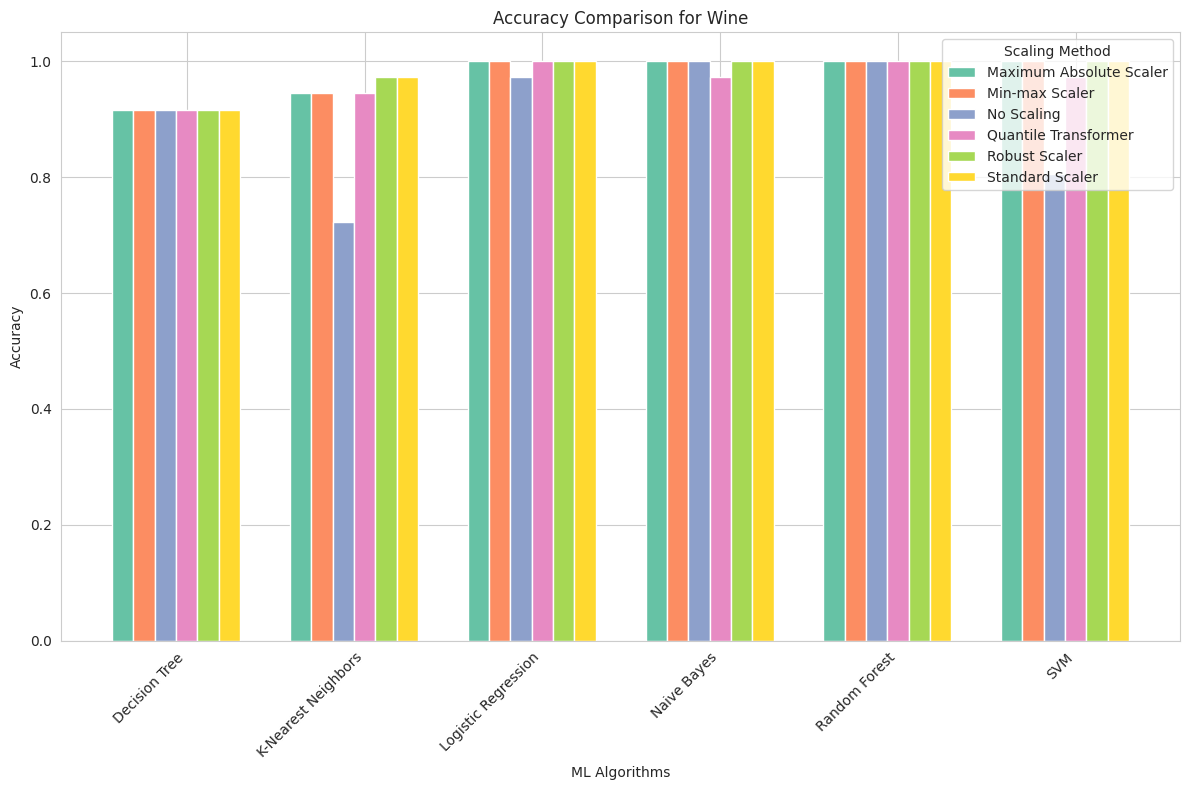 Accuracy Comparison for Wine
Scaling Method
Maximum Absolute Scaler
Min-max Scaler
No Scaling
Quantile Transformer
Robust Scaler
Standard Scaler
Accuracy
1.0
0.8
0.6
0.4
0.2
0.0
Decision Tree
K-Nearest Neighbors
Logistic Regression
Naive Bayes
Random Forest
SVM
ML Algorithms